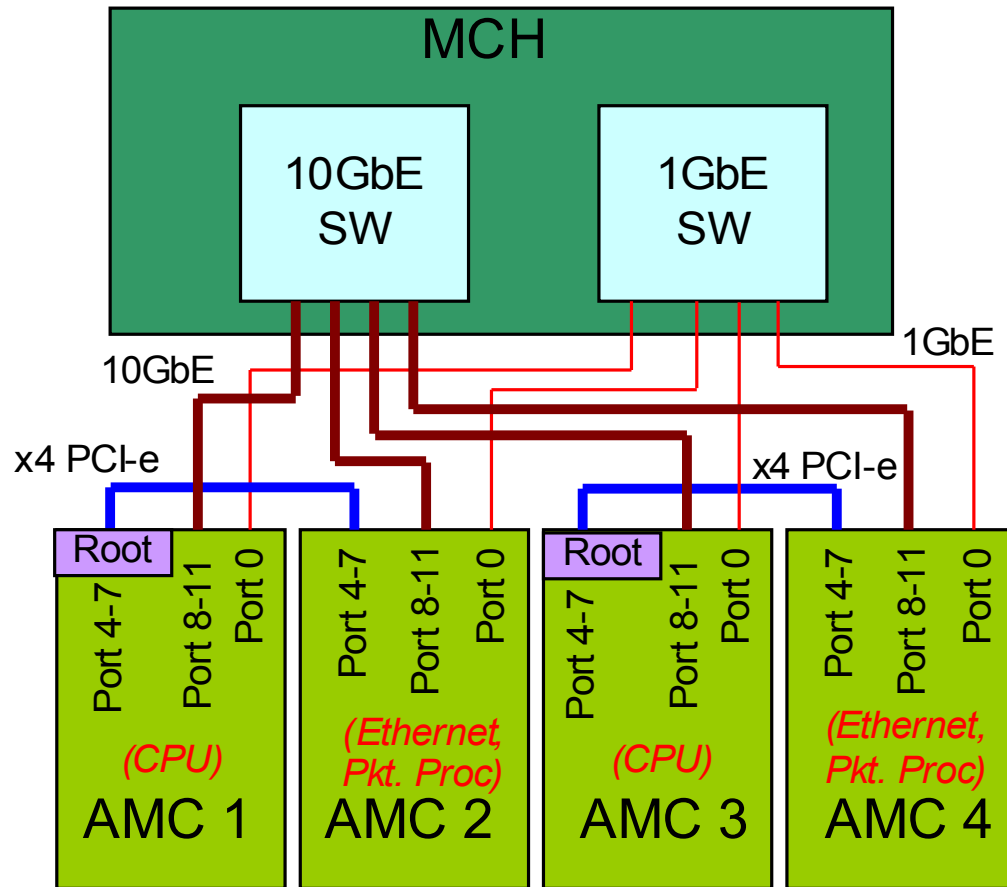 MCH
10GbE
SW
1GbE
SW
10GbE
1GbE
x4 PCI-e
x4 PCI-e
Root
Port 4-7
Port 8-11
Port 0
(CPU)
AMC 1
Port 4-7
Port 8-11
Port 0
(Ethernet,
Pkt. Proc)
AMC 2
Root
Port 4-7
Port 8-11
Port 0
(CPU)
AMC 3
Port 4-7
Port 8-11
Port 0
(Ethernet,
Pkt. Proc)
AMC 4